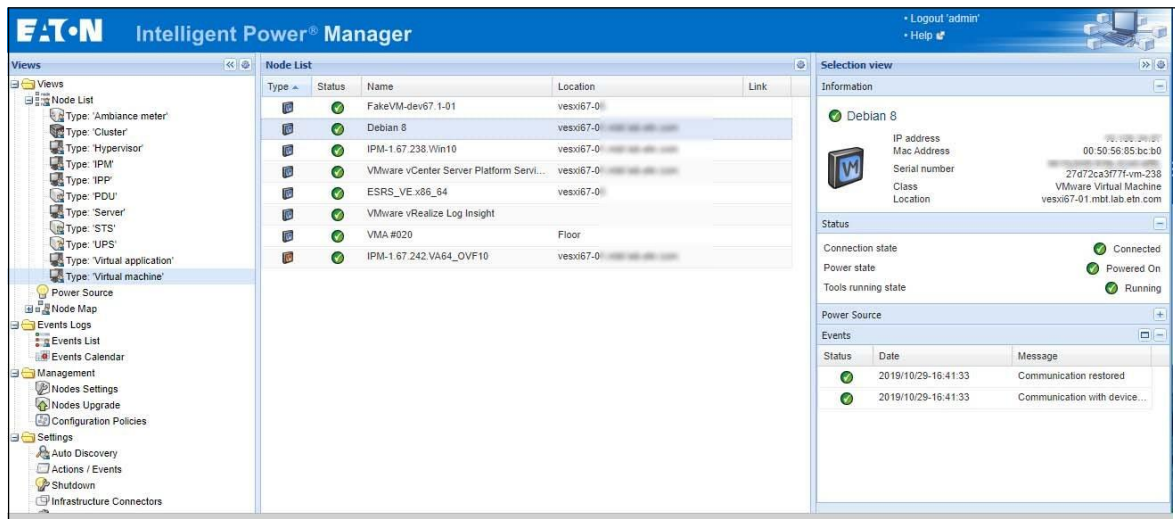 EATON Intelligent Power® Manager
• Logout 'admin'
• Help
Views
Views
Node List
Type: 'Ambiance meter'
Type: 'Cluster'
Type: 'Hypervisor'
Type: 'IPM'
Type: 'IPP'
Type: 'PDU'
Type: 'Server'
Type: 'STS'
Type: 'UPS'
Type: 'Virtual application'
Type: 'Virtual machine'
Power Source
Node Map
Events Logs
Events List
Events Calendar
Management
Nodes Settings
Nodes Upgrade
Configuration Policies
Settings
Auto Discovery
Actions / Events
Shutdown
Infrastructure Connectors
Node List
Type Status Name Location Link
FakeVM-dev67.1-01 vesxi67-0
Debian 8 vesxi67-0
IPM-1.67.238.Win10 vesxi67-0
VMware vCenter Server Platform Servi... vesxi67-0
ESRS_VE.x86_64 vesxi67-0
VMware vRealize Log Insight
VMA #020 Floor
IPM-1.67.242.VA64_OVF10 vesxi67-0
Selection view
Information
Debian 8
IP address
Mac Address 00:50:56:85:bc:b0
Serial number
27d72ca3f77f-vm-238
Class VMware Virtual Machine
Location vesxi67-01.mbt.lab.etn.com
VM
Status
Connection state Connected
Power state Powered On
Tools running state Running
Power Source
Events
Status Date Message
2019/10/29-16:41:33 Communication restored
2019/10/29-16:41:33 Communication with device...